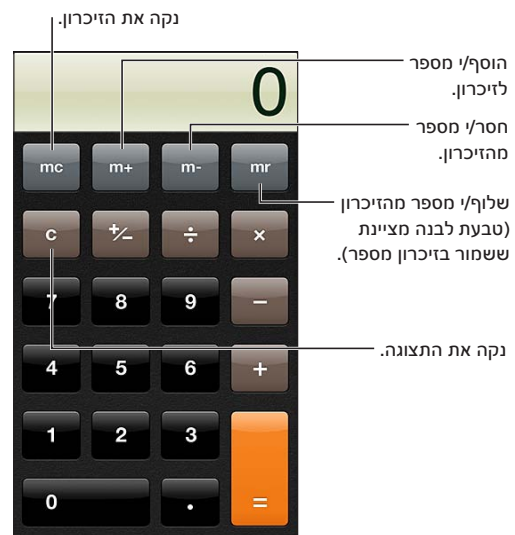 נקה את הזיכרון.
הוסף/י מספר
לזיכרון.
חסר/י מספר
מהזיכרון.
שלוף/י מספר מהזיכרון
(טבעת לבנה מציינת
ששמור בזיכרון מספר).
נקה את התצוגה.
0
mc m+ m- mr
c +/− ÷ ×
7 8 9 −
4 5 6 +
1 2 3
0 . =